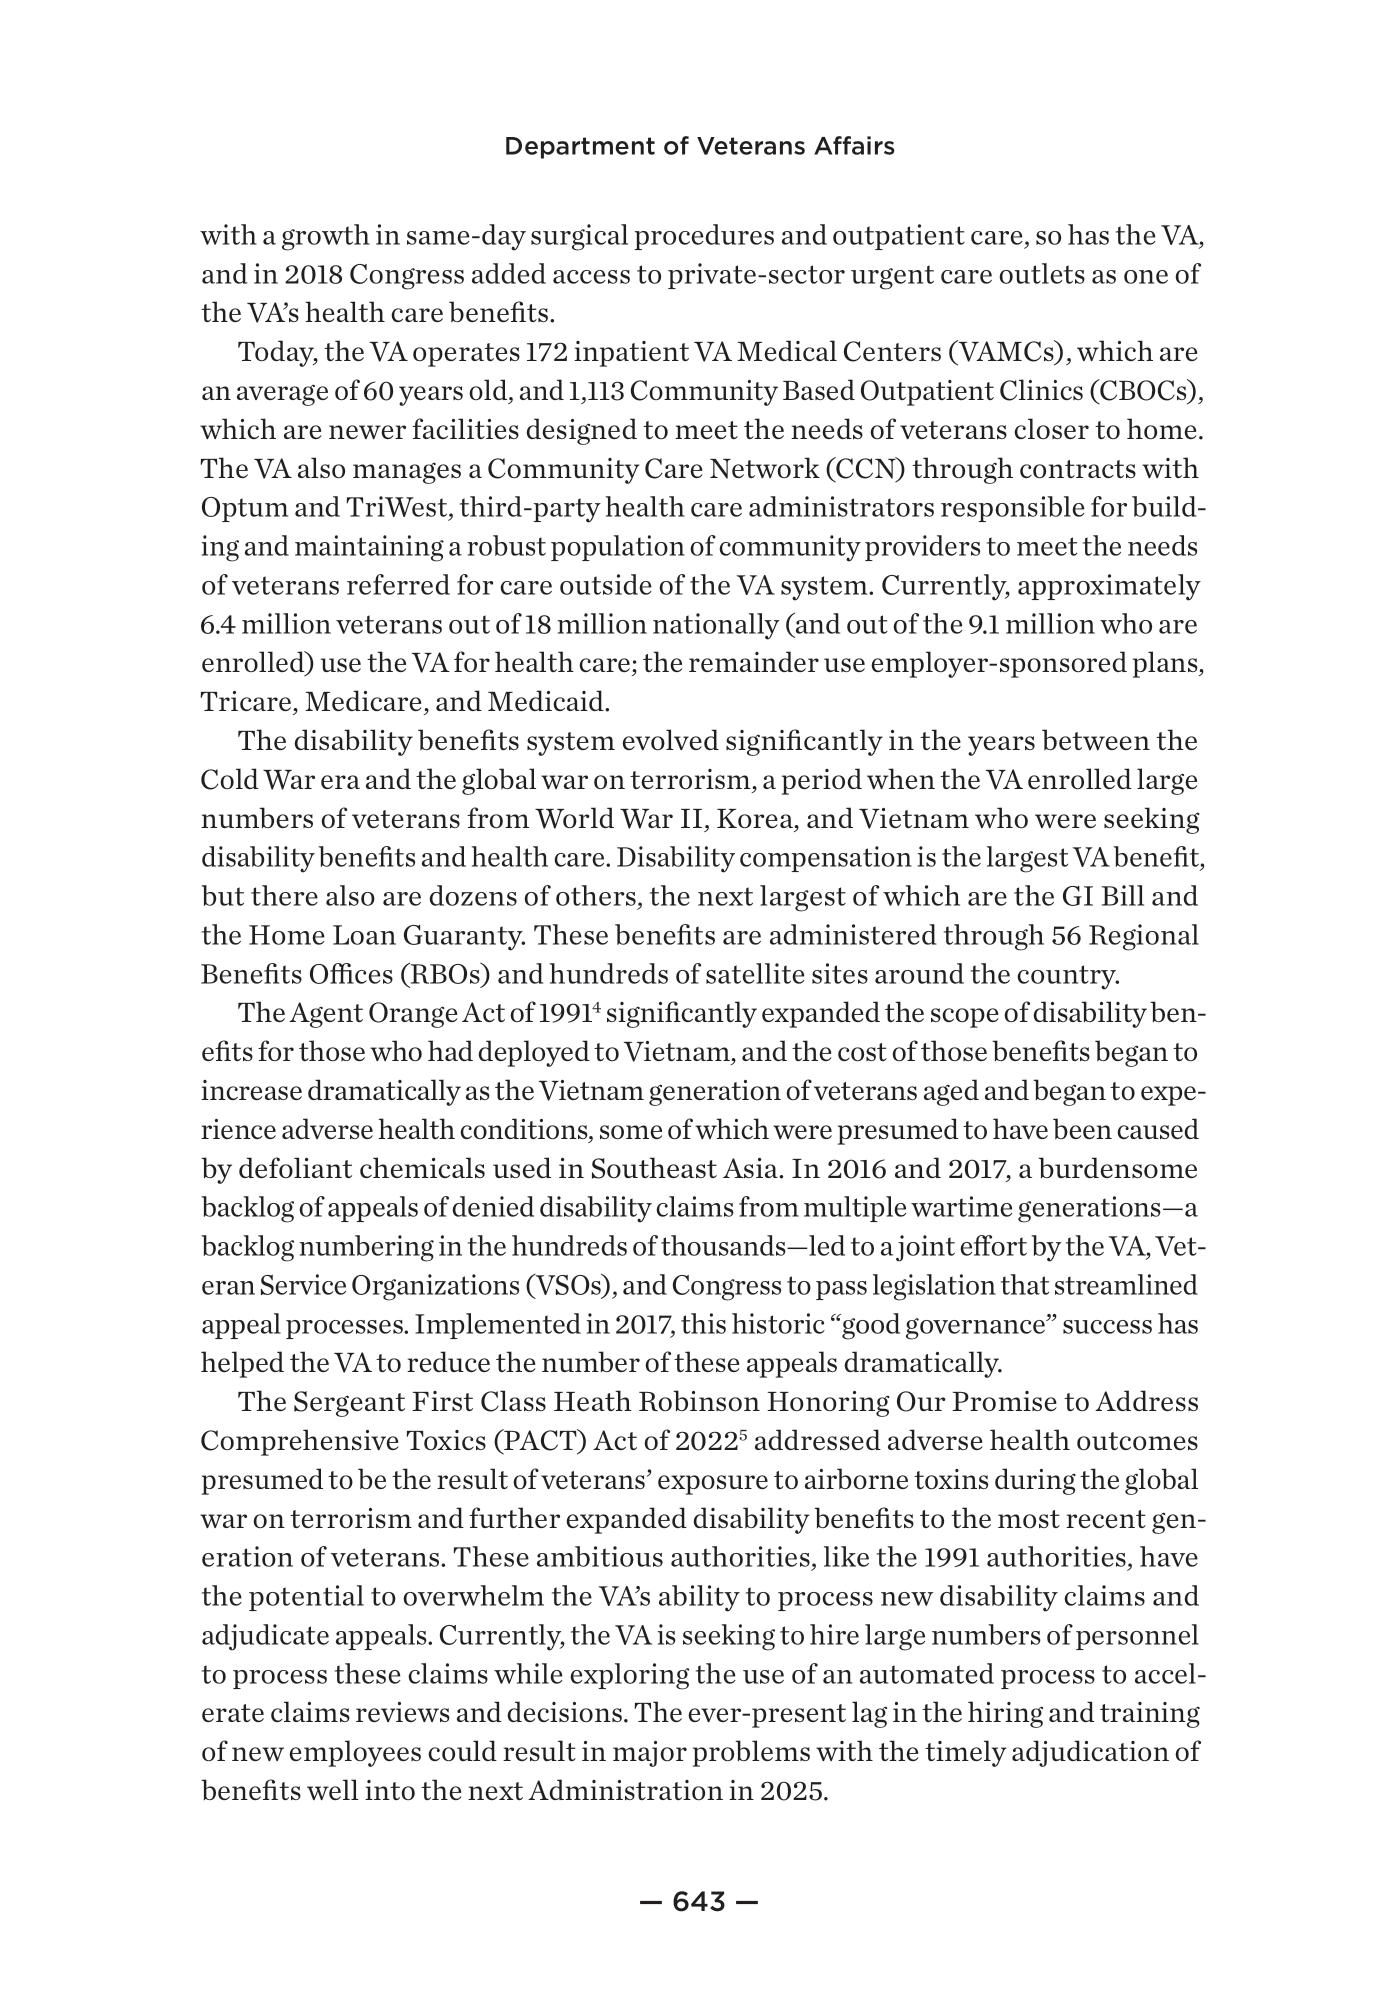 Department of Veterans Affairs
with a growth in same-day surgical procedures and outpatient care, so has the VA,
and in 2018 Congress added access to private-sector urgent care outlets as one of
the VA’s health care benefits.
Today, the VA operates 172 inpatient VA Medical Centers (VAMCs), which are
an average of 60 years old, and 1,113 Community Based Outpatient Clinics (CBOCs),
which are newer facilities designed to meet the needs of veterans closer to home.
The VA also manages a Community Care Network (CCN) through contracts with
Optum and TriWest, third-party health care administrators responsible for build-
ing and maintaining a robust population of community providers to meet the needs
of veterans referred for care outside of the VA system. Currently, approximately
6.4 million veterans out of 18 million nationally (and out of the 9.1 million who are
enrolled) use the VA for health care; the remainder use employer-sponsored plans,
Tricare, Medicare, and Medicaid.
The disability benefits system evolved significantly in the years between the
Cold War era and the global war on terrorism, a period when the VA enrolled large
numbers of veterans from World War II, Korea, and Vietnam who were seeking
disability benefits and health care. Disability compensation is the largest VA benefit,
but there also are dozens of others, the next largest of which are the GI Bill and
the Home Loan Guaranty. These benefits are administered through 56 Regional
Benefits Offices (RBOs) and hundreds of satellite sites around the country.
The Agent Orange Act of 1991⁴ significantly expanded the scope of disability ben-
efits for those who had deployed to Vietnam, and the cost of those benefits began to
increase dramatically as the Vietnam generation of veterans aged and began to expe-
rience adverse health conditions, some of which were presumed to have been caused
by defoliant chemicals used in Southeast Asia. In 2016 and 2017, a burdensome
backlog of appeals of denied disability claims from multiple wartime generations—a
backlog numbering in the hundreds of thousands—led to a joint effort by the VA, Vet-
eran Service Organizations (VSOs), and Congress to pass legislation that streamlined
appeal processes. Implemented in 2017, this historic “good governance” success has
helped the VA to reduce the number of these appeals dramatically.
The Sergeant First Class Heath Robinson Honoring Our Promise to Address
Comprehensive Toxics (PACT) Act of 2022⁵ addressed adverse health outcomes
presumed to be the result of veterans’ exposure to airborne toxins during the global
war on terrorism and further expanded disability benefits to the most recent gen-
eration of veterans. These ambitious authorities, like the 1991 authorities, have
the potential to overwhelm the VA’s ability to process new disability claims and
adjudicate appeals. Currently, the VA is seeking to hire large numbers of personnel
to process these claims while exploring the use of an automated process to accel-
erate claims reviews and decisions. The ever-present lag in the hiring and training
of new employees could result in major problems with the timely adjudication of
benefits well into the next Administration in 2025.
— 643 —